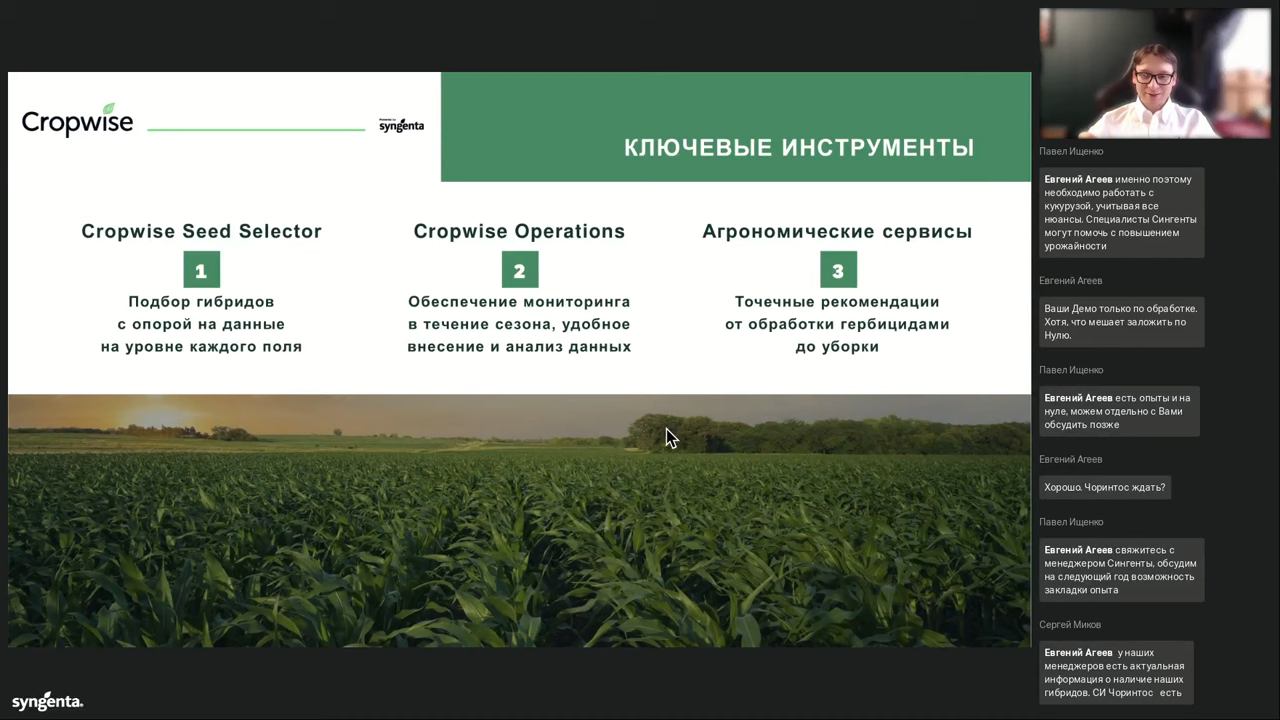 Cropwise
syngenta
КЛЮЧЕВЫЕ ИНСТРУМЕНТЫ
Cropwise Seed Selector
1
Подбор гибридов
с опорой на данные
на уровне каждого поля
Cropwise Operations
2
Обеспечение мониторинга
в течение сезона, удобное
внесение и анализ данных
Агрономические сервисы
3
Точечные рекомендации
от обработки гербицидами
до уборки
syngenta.
Павел Ищенко
Евгений Агеев именно поэтому
необходимо работать с
кукурузой, учитывая все
нюансы. Специалисты Сингенты
могут помочь с повышением
урожайности
Евгений Агеев
Ваши Демо только по обработке.
Хотя, что мешает заложить по
Нулю.
Павел Ищенко
Евгений Агеев есть опыты и на
нуле, можем отдельно с Вами
обсудить позже
Евгений Агеев
Хорошо. Чоринтос ждать?
Павел Ищенко
Евгений Агеев свяжитесь с
менеджером Сингенты, обсудим
на следующий год возможность
закладки опыта
Сергей Миков
Евгений Агеев у наших
менеджеров есть актуальная
информация о наличие наших
гибридов. СИ Чоринтос есть